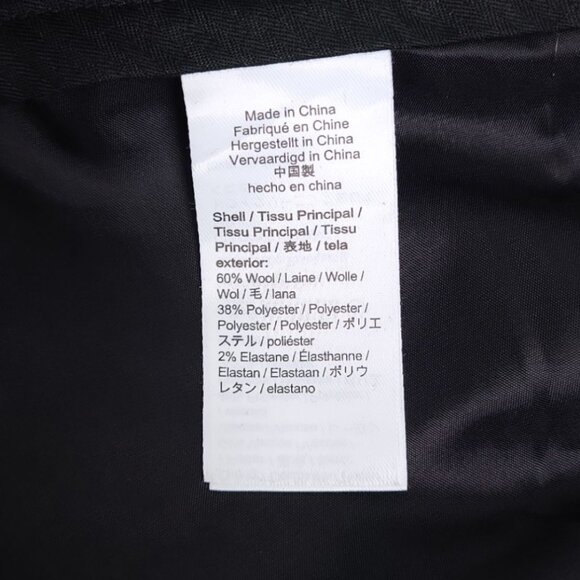 Made in China
Fabriqué en Chine
Hergestellt in China
Vervaardigd in China
中国製
hecho en china
Shell / Tissu Principal /
Tissu Principal / Tissu
Principal / 表地 / tela
exterior:
60% Wool / Laine / Wolle /
Wol / 毛 / lana
38% Polyester / Polyester /
Polyester / Polyester / ポリエ
ステル / poliéster
2% Elastane / Élasthanne /
Elastan / Elastaan / ポリウ
レタン / elastano